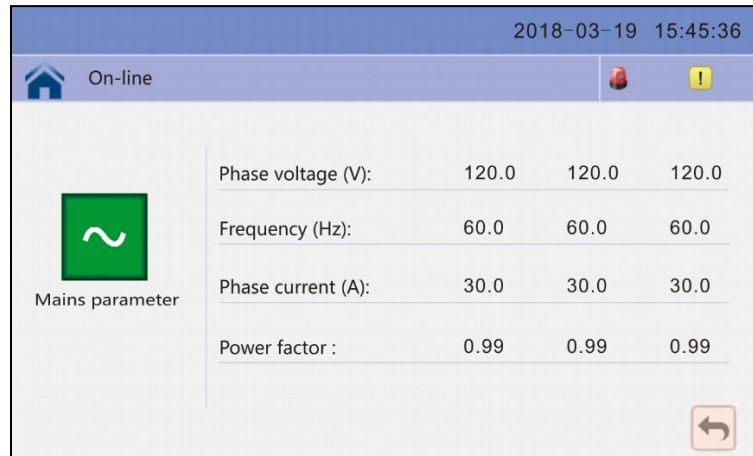 2018-03-19 15:45:36
On-line
!
Phase voltage (V): 120.0 120.0 120.0
Frequency (Hz): 60.0 60.0 60.0
Mains parameter
Phase current (A): 30.0 30.0 30.0
Power factor : 0.99 0.99 0.99